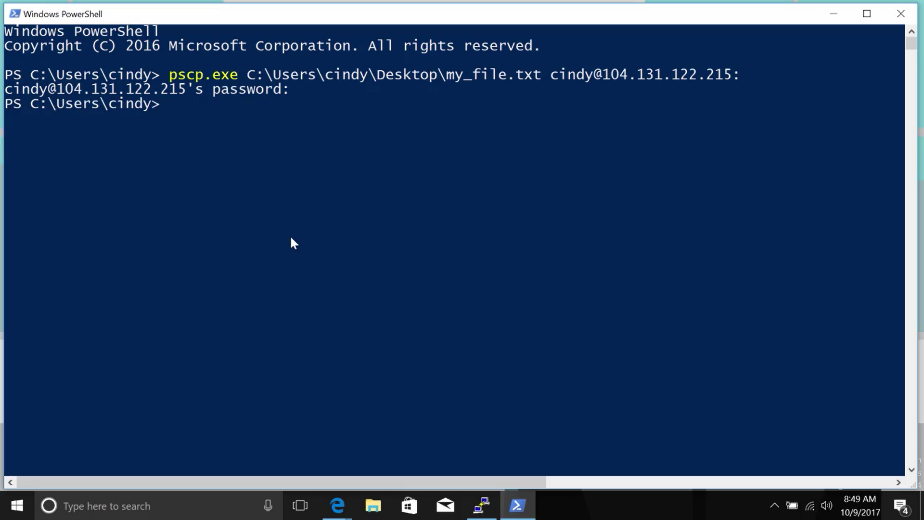 Windows PowerShell
Windows PowerShell
Copyright (C) 2016 Microsoft Corporation. All rights reserved.
PS C:\Users\cindy> pscp.exe C:\Users\cindy\Desktop\my_file.txt cindy@104.131.122.215:
cindy@104.131.122.215's password:
PS C:\Users\cindy>
Type here to search
8:49 AM
10/9/2017
4